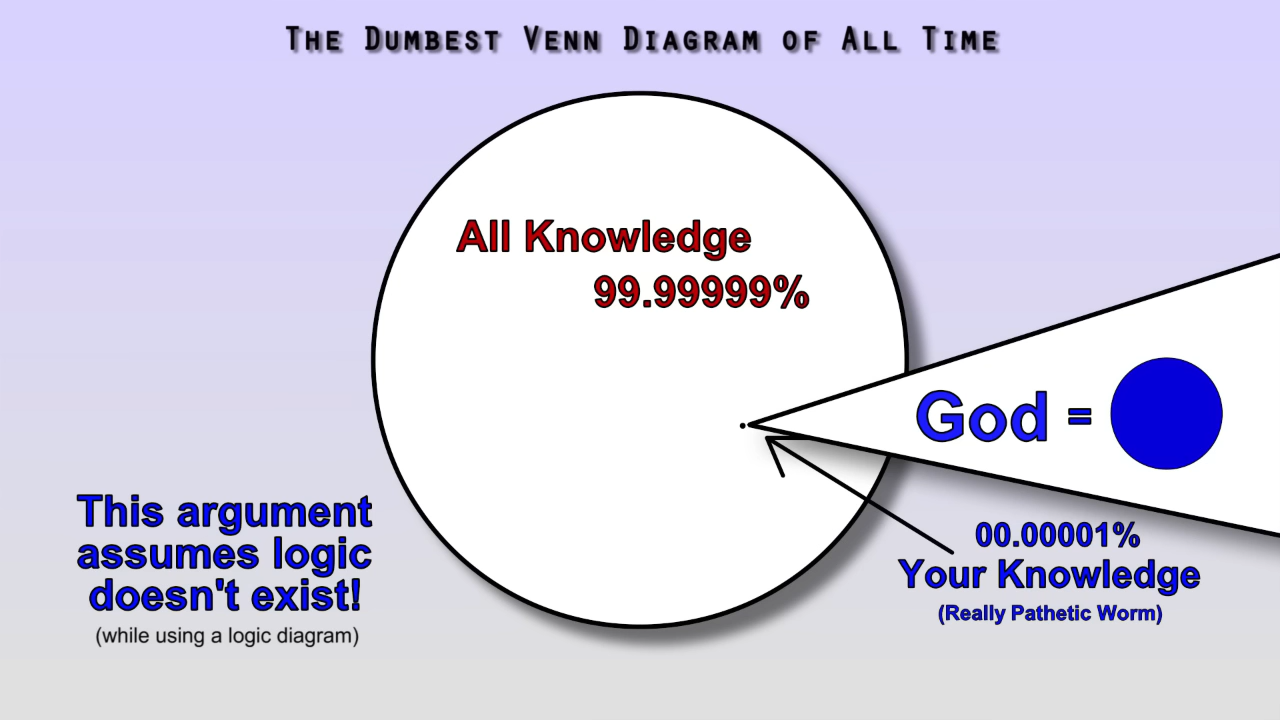 The Dumbest Venn Diagram of All Time
All Knowledge
99.99999%
God =
This argument
assumes logic
doesn't exist!
(while using a logic diagram)
00.00001%
Your Knowledge
(Really Pathetic Worm)